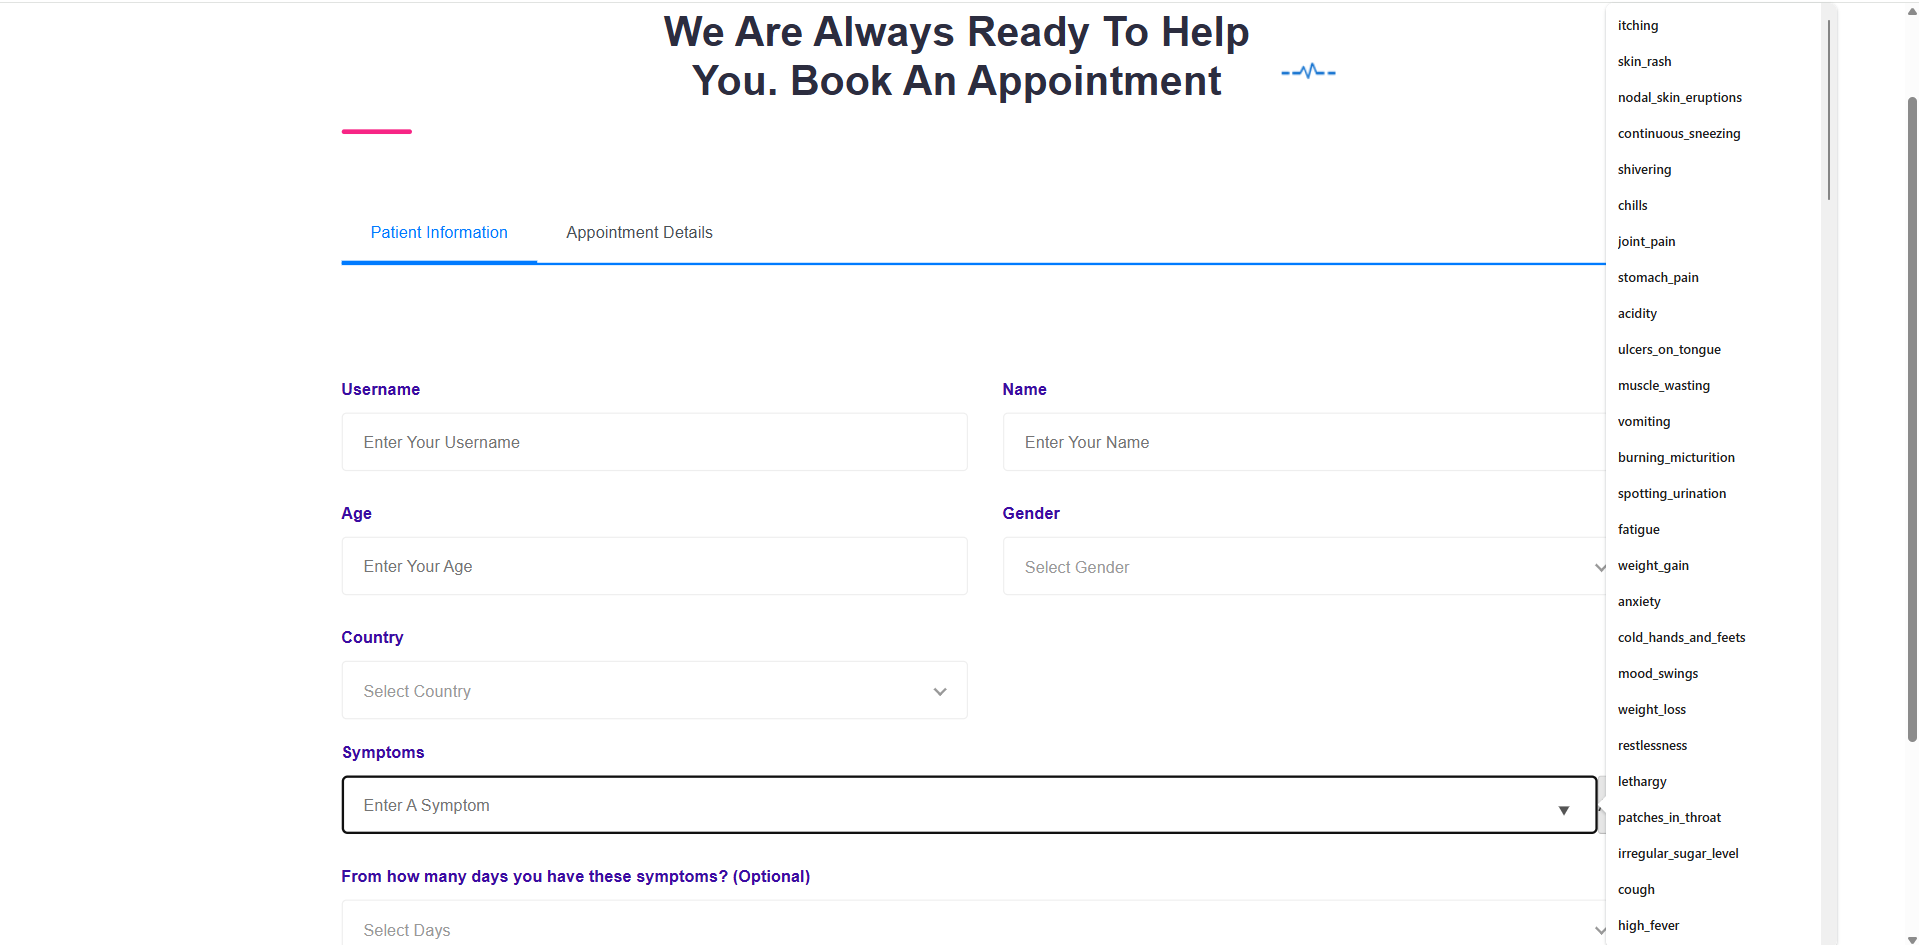 We Are Always Ready To Help
You. Book An Appointment
Patient Information
Appointment Details
Username
Name
Enter Your Username
Enter Your Name
Age
Gender
Enter Your Age
Select Gender
Country
Select Country
Symptoms
Enter A Symptom
From how many days you have these symptoms? (Optional)
Select Days
itching
skin_rash
nodal_skin_eruptions
continuous_sneezing
shivering
chills
joint_pain
stomach_pain
acidity
ulcers_on_tongue
muscle_wasting
vomiting
burning_micturition
spotting_urination
fatigue
weight_gain
anxiety
cold_hands_and_feets
mood_swings
weight_loss
restlessness
lethargy
patches_in_throat
irregular_sugar_level
cough
high_fever